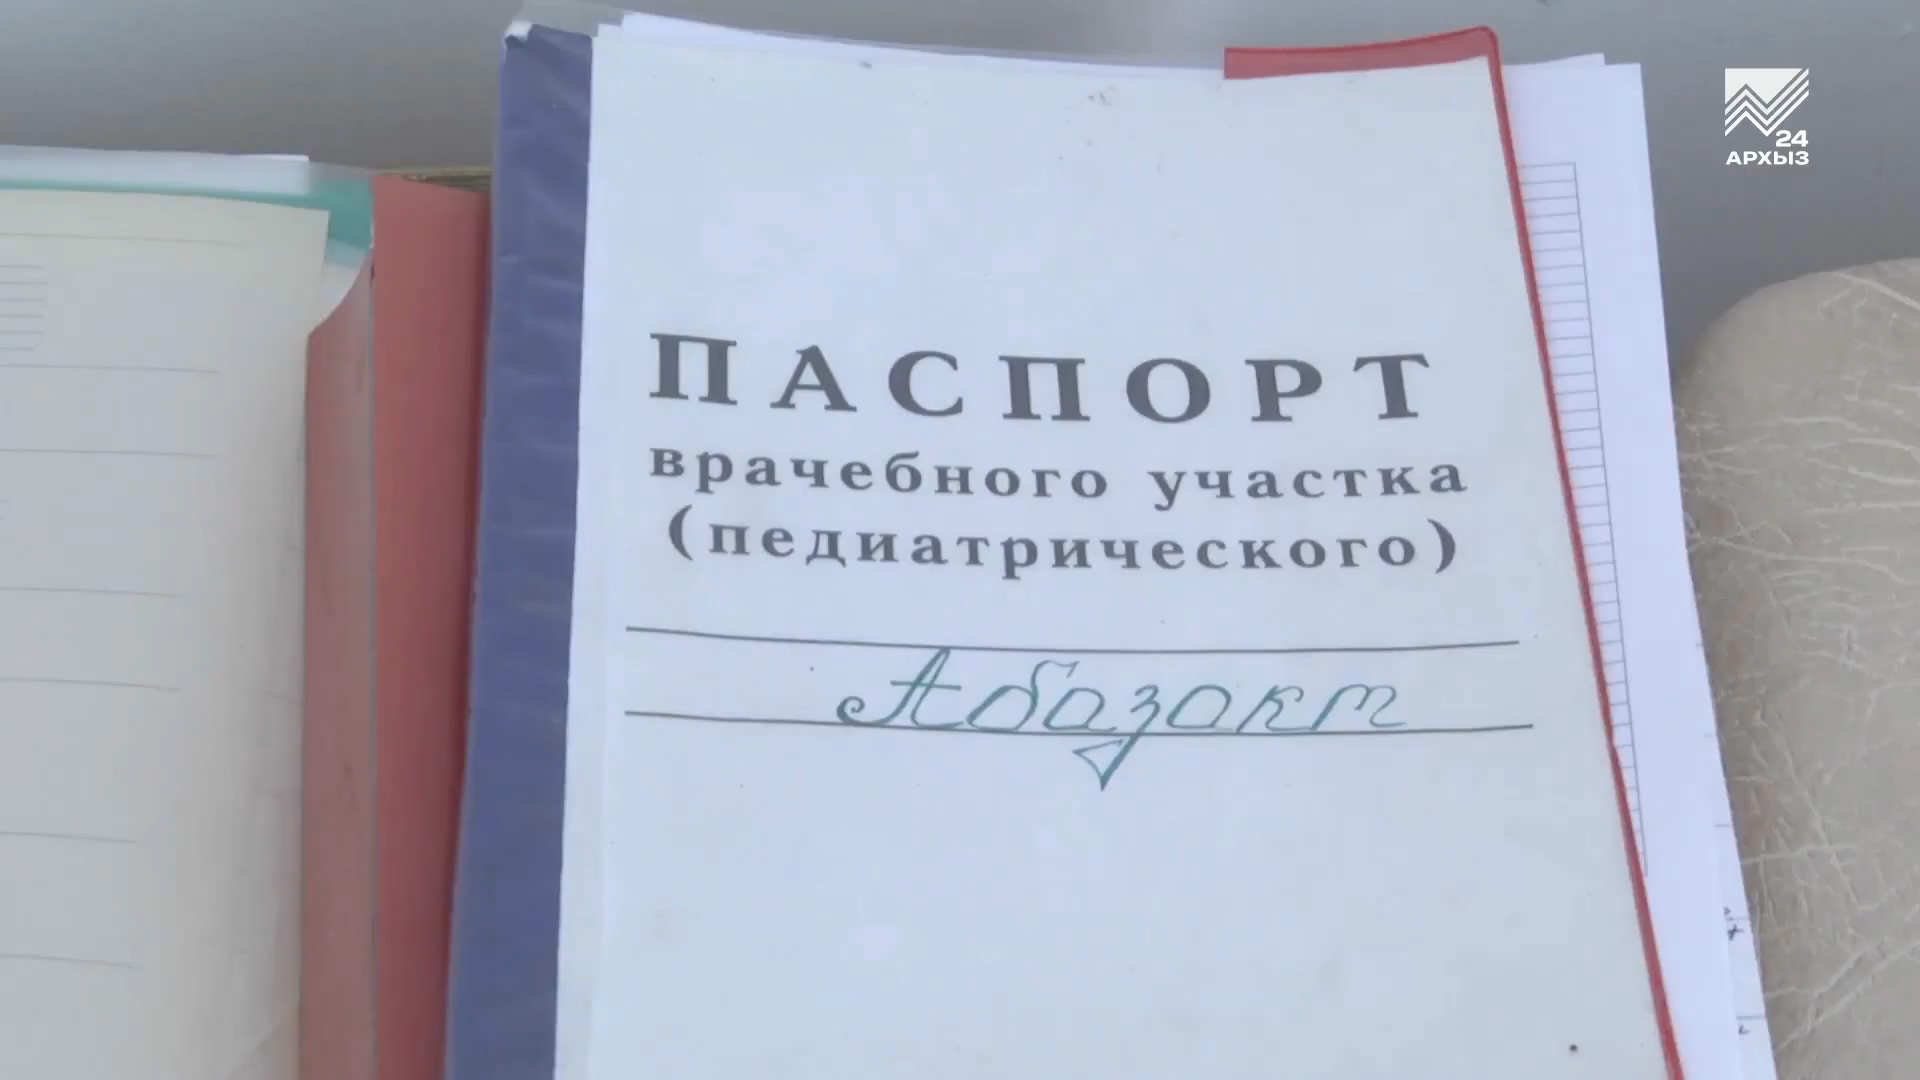 24
АРХЫЗ
ПАСПОРТ
врачебного участка
(педиатрического)
Абазакт